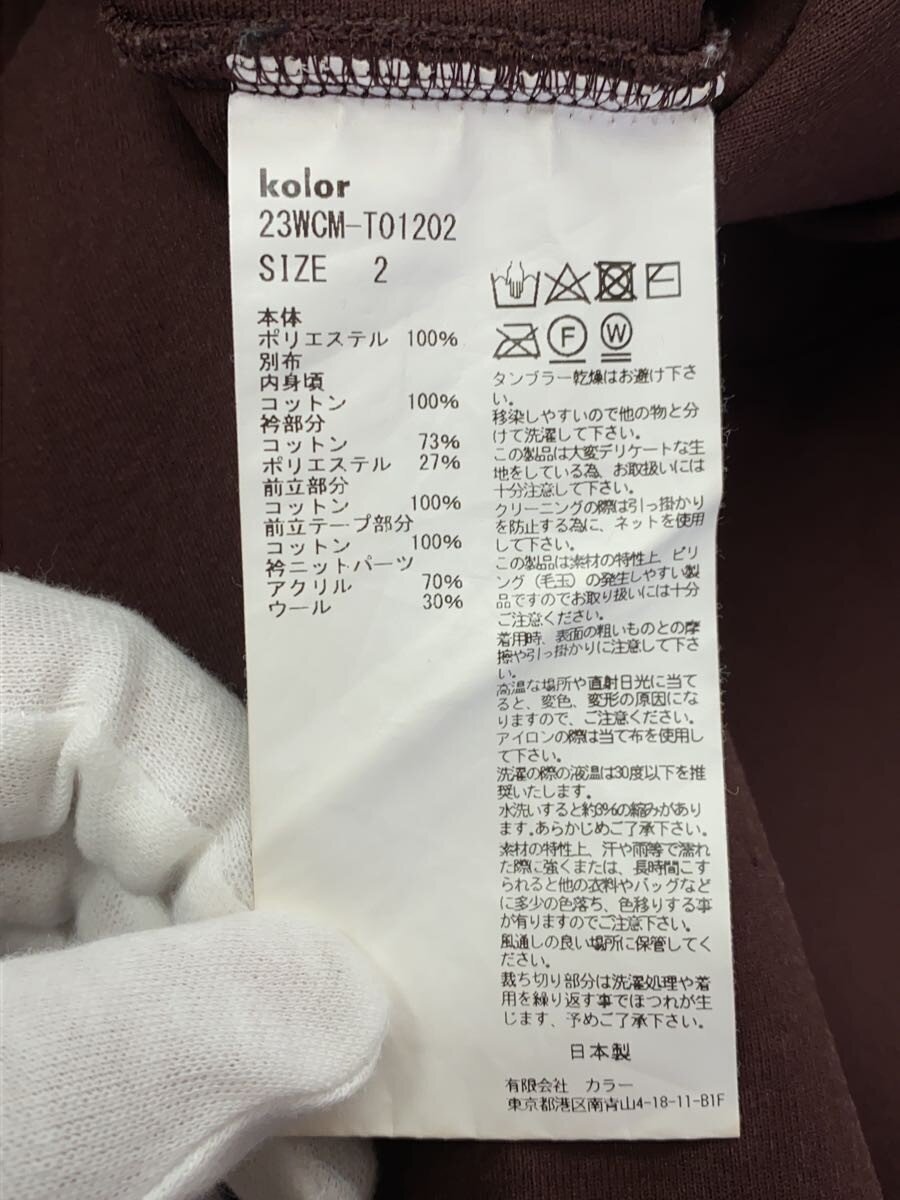 kolor
23WCM-T01202
SIZE 2
本体
ポリエステル 100%
別布
内身頃
コットン 100%
衿部分
コットン 73%
ポリエステル 27%
前立部分
コットン 100%
前立テープ部分
コットン 100%
衿ニットパーツ
アクリル 70%
ウール 30%
F W
タンブラー乾燥はお避け下さ
い。
移染しやすいので他の物と分
けて洗濯して下さい。
この製品は大変デリケートな生
地をしている為、お取扱いには
十分注意して下さい。
クリーニングの際は引っ掛かり
を防止する為に、ネットを使用
して下さい。
この製品は素材の特性上、ピリ
ング(毛玉)の発生しやすい製
品ですのでお取り扱いには十分
ご注意ください。
着用時、表面の粗いものとの摩
擦や引っ掛かりに注意して下さ
い。
高温な場所や直射日光に当て
ると、変色、変形の原因にな
りますので、ご注意ください。
アイロンの際は当て布を使用し
て下さい。
洗濯の際の液温は30度以下を推
奨いたします。
水洗いすると約3%の縮みがあり
ます。あらかじめご了承下さい。
素材の特性上、汗や雨等で濡れ
た際に強くまたは、長時間こす
られると他の衣料やバッグなど
に多少の色落ち、色移りする事
が有りますのでご注意下さい。
風通しの良い場所に保管してく
ださい。
裁ち切り部分は洗濯処理や着
用を繰り返す事でほつれが生
じます、予めご了承下さい。
日本製
有限会社 カラー
東京都港区南青山4-18-11-B1F